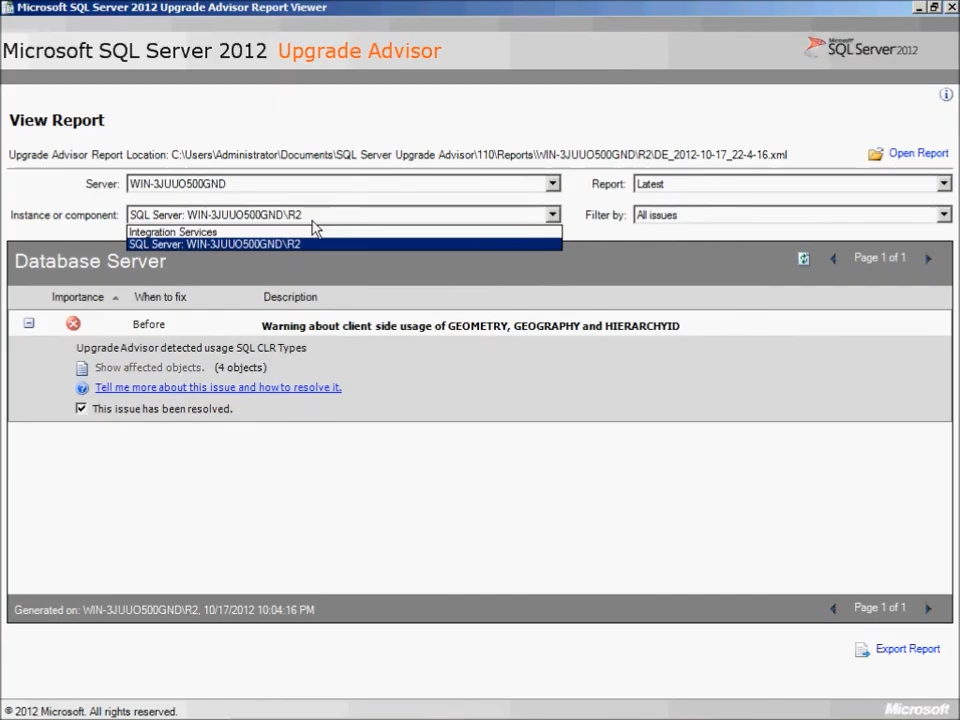 Microsoft SQL Server 2012 Upgrade Advisor Report Viewer
Microsoft SQL Server 2012 Upgrade Advisor
Microsoft SQL Server 2012
View Report
Upgrade Advisor Report Location: C:\Users\Administrator\Documents\SQL Server Upgrade Advisor\110\Reports\\WIN-3JUUO500GND\R2\DE_2012-10-17_22-4-16.xml
Open Report
Server: WIN-3JUUO500GND
Report: Latest
Instance or component: SQL Server: WIN-3JUUO500GND\R2
Filter by: All issues
Integration Services
SQL Server: WIN-3JUUO500GND\R2
Database Server
Page 1 of 1
Importance When to fix Description
Before Warning about client side usage of GEOMETRY, GEOGRAPHY and HIERARCHYID
Upgrade Advisor detected usage SQL CLR Types
Show affected objects. (4 objects)
Tell me more about this issue and how to resolve it.
This issue has been resolved.
Generated on: WIN-3JUUO500GND\R2, 10/17/2012 10:04:16 PM
Page 1 of 1
Export Report
© 2012 Microsoft. All rights reserved.
Microsoft